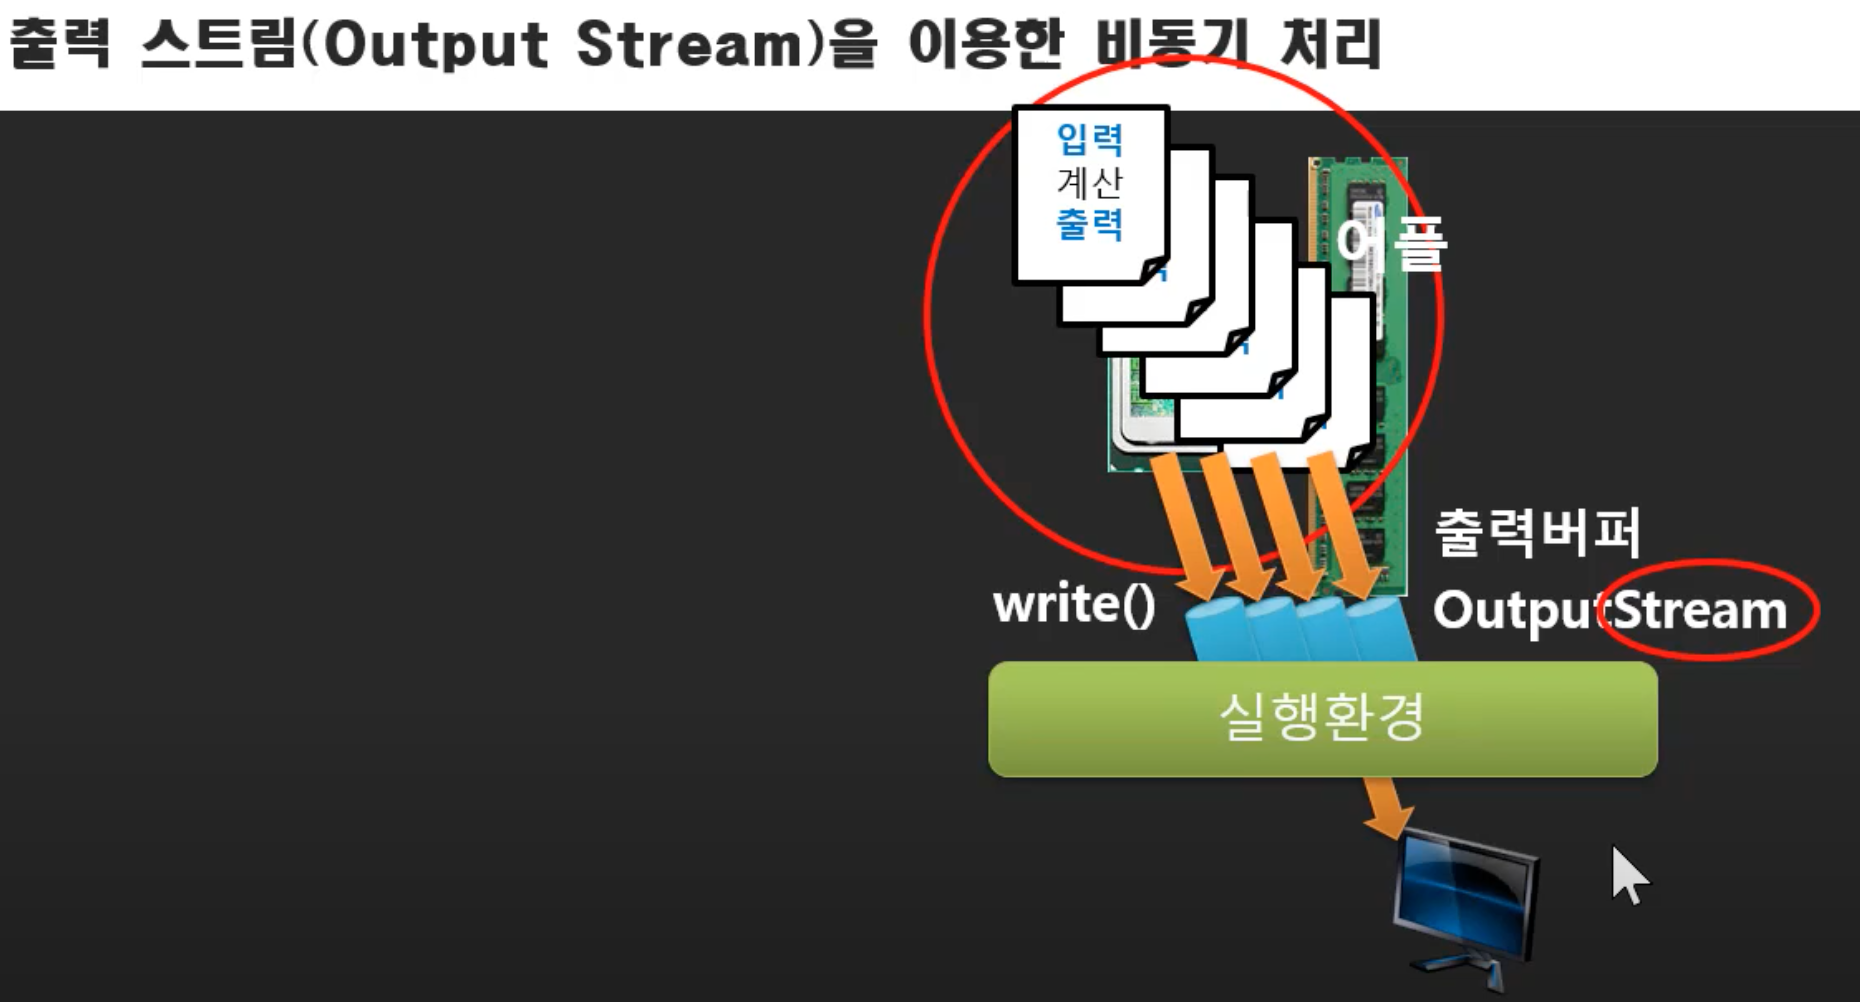 출력 스트림(Output Stream)을 이용한 비동기 처리
입력
계산
출력
어플
출력버퍼
write()
OutputStream
실행환경